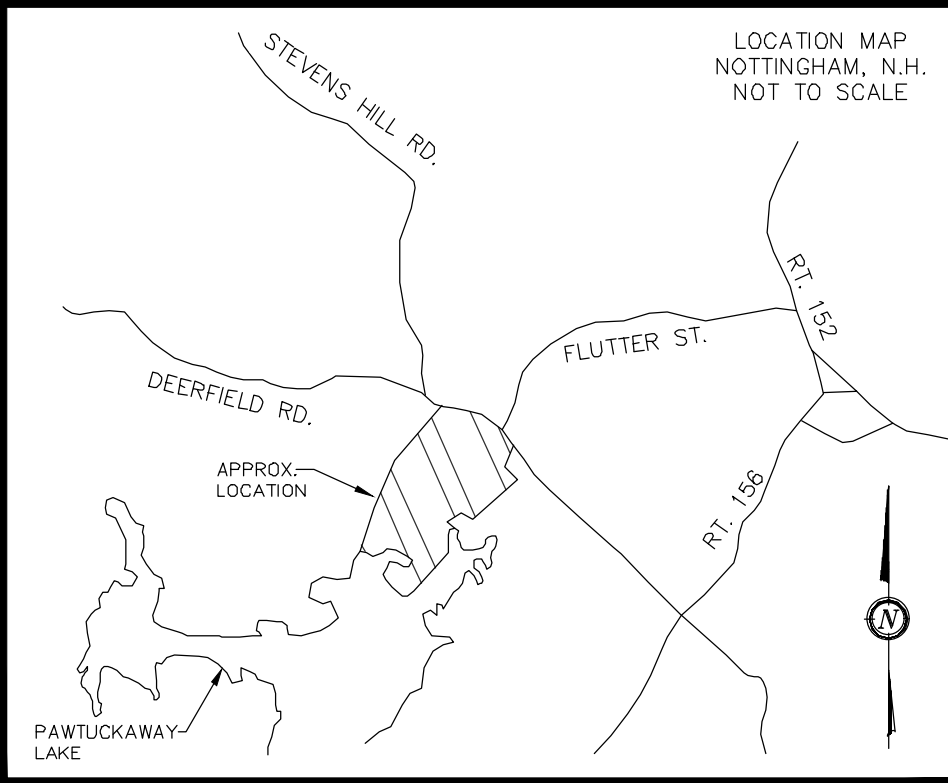 LOCATION MAP
NOTTINGHAM, N.H.
NOT TO SCALE
STEVENS HILL RD.
RT. 152
FLUTTER ST.
DEERFIELD RD.
APPROX.
LOCATION
RT. 156
N
PAWTUCKAWAY
LAKE